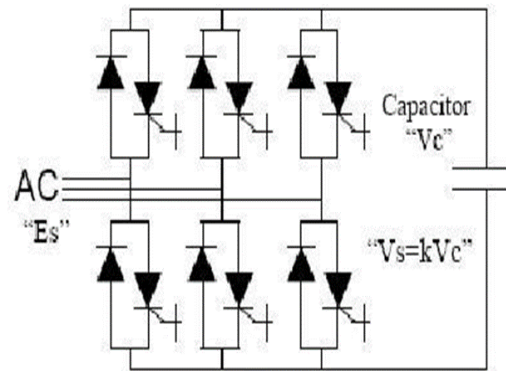 Capacitor
“Vc”
AC
“Es”
“Vs=kVc”